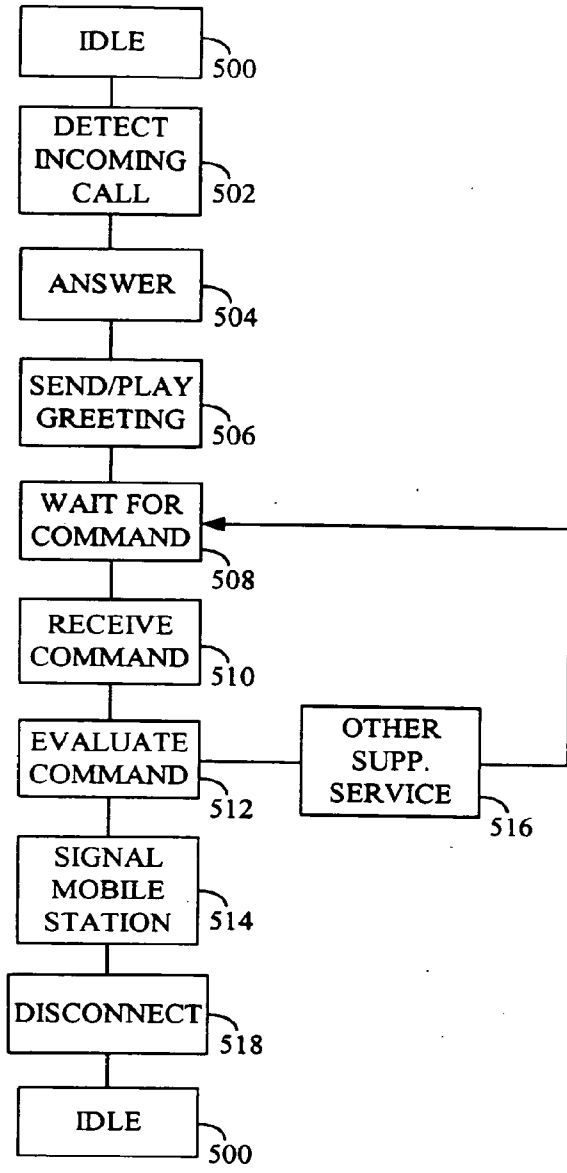 IDLE
500
DETECT
INCOMING
CALL
502
ANSWER
504
SEND/PLAY
GREETING
506
WAIT FOR
COMMAND
508
RECEIVE
COMMAND
510
EVALUATE
COMMAND
512
OTHER
SUPP.
SERVICE
516
SIGNAL
MOBILE
STATION
514
DISCONNECT
518
IDLE
500